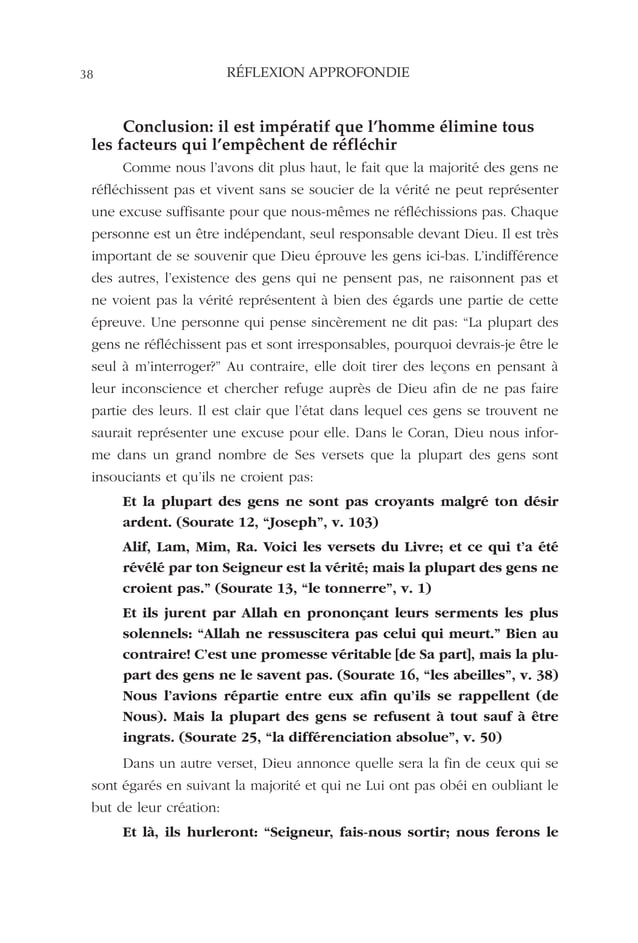 38
RÉFLEXION APPROFONDIE
Conclusion: il est impératif que l’homme élimine tous
les facteurs qui l’empêchent de réfléchir
Comme nous l’avons dit plus haut, le fait que la majorité des gens ne
réfléchissent pas et vivent sans se soucier de la vérité ne peut représenter
une excuse suffisante pour que nous-mêmes ne réfléchissions pas. Chaque
personne est un être indépendant, seul responsable devant Dieu. Il est très
important de se souvenir que Dieu éprouve les gens ici-bas. L’indifférence
des autres, l’existence des gens qui ne pensent pas, ne raisonnent pas et
ne voient pas la vérité représentent à bien des égards une partie de cette
épreuve. Une personne qui pense sincèrement ne dit pas: “La plupart des
gens ne réfléchissent pas et sont irresponsables, pourquoi devrais-je être le
seul à m’interroger?” Au contraire, elle doit tirer des leçons en pensant à
leur inconscience et chercher refuge auprès de Dieu afin de ne pas faire
partie des leurs. Il est clair que l’état dans lequel ces gens se trouvent ne
saurait représenter une excuse pour elle. Dans le Coran, Dieu nous infor-
me dans un grand nombre de Ses versets que la plupart des gens sont
insouciants et qu’ils ne croient pas:
Et la plupart des gens ne sont pas croyants malgré ton désir
ardent. (Sourate 12, “Joseph”, v. 103)
Alif, Lam, Mim, Ra. Voici les versets du Livre; et ce qui t’a été
révélé par ton Seigneur est la vérité; mais la plupart des gens ne
croient pas.” (Sourate 13, “le tonnerre”, v. 1)
Et ils jurent par Allah en prononçant leurs serments les plus
solennels: “Allah ne ressuscitera pas celui qui meurt.” Bien au
contraire! C’est une promesse véritable [de Sa part], mais la plu-
part des gens ne le savent pas. (Sourate 16, “les abeilles”, v. 38)
Nous l’avions répartie entre eux afin qu’ils se rappellent (de
Nous). Mais la plupart des gens se refusent à tout sauf à être
ingrats. (Sourate 25, “la différenciation absolue”, v. 50)
Dans un autre verset, Dieu annonce quelle sera la fin de ceux qui se
sont égarés en suivant la majorité et qui ne Lui ont pas obéi en oubliant le
but de leur création:
Et là, ils hurleront: “Seigneur, fais-nous sortir; nous ferons le